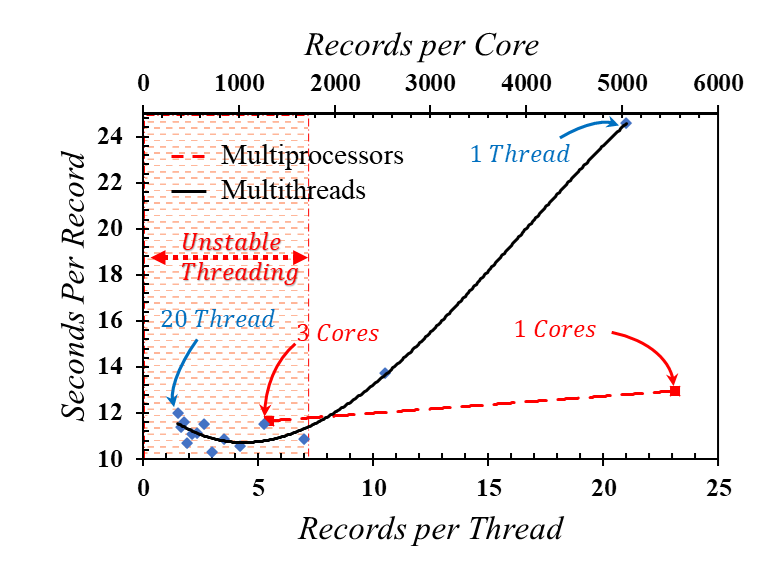 Records per Core
0 1000 2000 3000 4000 5000 6000
24
22
20
18
16
14
12
10
Seconds Per Record
Multiprocessors
Multithreads
1 Thread
Unstable
Threading
20 Thread
3 Cores
1 Cores
0 5 10 15 20 25
Records per Thread